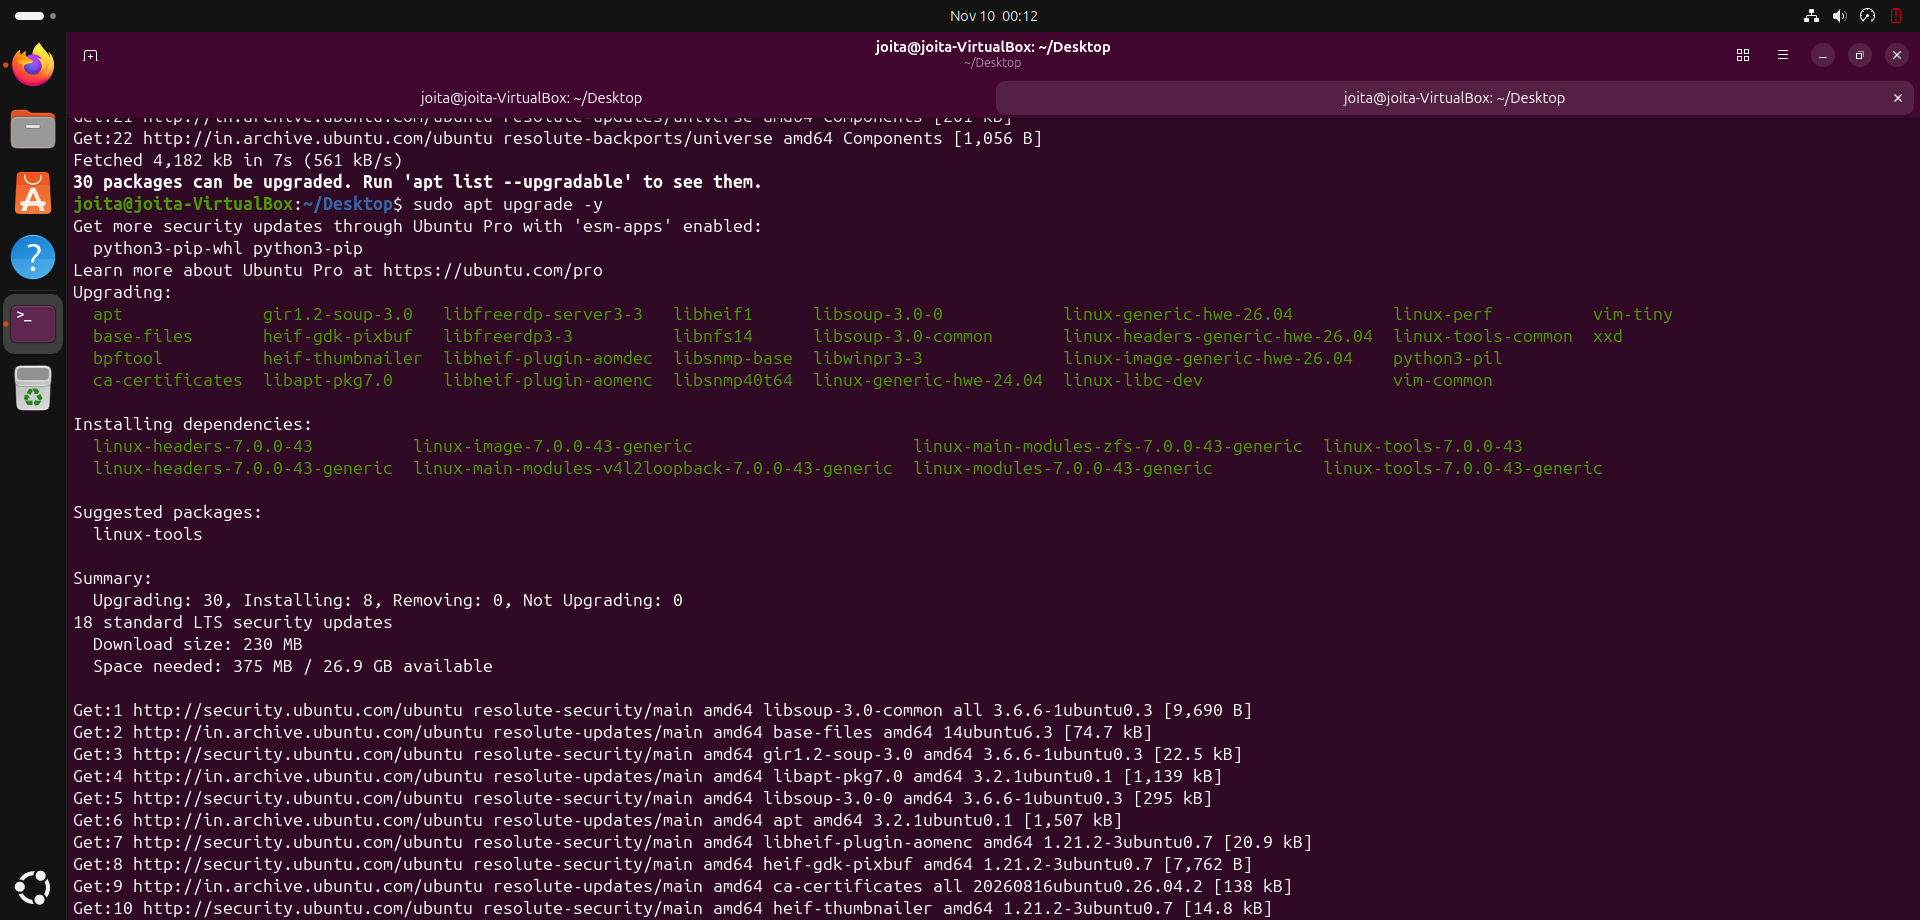 Nov 10 00:12
joita@joita-VirtualBox: ~/Desktop
~/Desktop
joita@joita-VirtualBox: ~/Desktop
joita@joita-VirtualBox: ~/Desktop
Get:21 http://in.archive.ubuntu.com/ubuntu resolute-updates/universe amd64 Components [201 kB]
Get:22 http://in.archive.ubuntu.com/ubuntu resolute-backports/universe amd64 Components [1,056 B]
Fetched 4,182 kB in 7s (561 kB/s)
30 packages can be upgraded. Run 'apt list --upgradable' to see them.
joita@joita-VirtualBox:~/Desktop$ sudo apt upgrade -y
Get more security updates through Ubuntu Pro with 'esm-apps' enabled:
  python3-pip-whl python3-pip
Learn more about Ubuntu Pro at https://ubuntu.com/pro
Upgrading:
  apt gir1.2-soup-3.0 libfreerdp-server3-3 libheif1 libsoup-3.0-0 linux-generic-hwe-26.04 linux-perf vim-tiny
  base-files heif-gdk-pixbuf libfreerdp3-3 libnfs14 libsoup-3.0-common linux-headers-generic-hwe-26.04 linux-tools-common xxd
  bpftool heif-thumbnailer libheif-plugin-aomdec libsnmp-base libwinpr3-3 linux-image-generic-hwe-26.04 python3-pil
  ca-certificates libapt-pkg7.0 libheif-plugin-aomenc libsnmp40t64 linux-generic-hwe-24.04 linux-libc-dev vim-common
Installing dependencies:
  linux-headers-7.0.0-43 linux-image-7.0.0-43-generic linux-main-modules-zfs-7.0.0-43-generic linux-tools-7.0.0-43
  linux-headers-7.0.0-43-generic linux-main-modules-v4l2loopback-7.0.0-43-generic linux-modules-7.0.0-43-generic linux-tools-7.0.0-43-generic
Suggested packages:
  linux-tools
Summary:
  Upgrading: 30, Installing: 8, Removing: 0, Not Upgrading: 0
18 standard LTS security updates
  Download size: 230 MB
  Space needed: 375 MB / 26.9 GB available
Get:1 http://security.ubuntu.com/ubuntu resolute-security/main amd64 libsoup-3.0-common all 3.6.6-1ubuntu0.3 [9,690 B]
Get:2 http://in.archive.ubuntu.com/ubuntu resolute-updates/main amd64 base-files amd64 14ubuntu6.3 [74.7 kB]
Get:3 http://security.ubuntu.com/ubuntu resolute-security/main amd64 gir1.2-soup-3.0 amd64 3.6.6-1ubuntu0.3 [22.5 kB]
Get:4 http://in.archive.ubuntu.com/ubuntu resolute-updates/main amd64 libapt-pkg7.0 amd64 3.2.1ubuntu0.1 [1,139 kB]
Get:5 http://security.ubuntu.com/ubuntu resolute-security/main amd64 libsoup-3.0-0 amd64 3.6.6-1ubuntu0.3 [295 kB]
Get:6 http://in.archive.ubuntu.com/ubuntu resolute-updates/main amd64 apt amd64 3.2.1ubuntu0.1 [1,507 kB]
Get:7 http://security.ubuntu.com/ubuntu resolute-security/main amd64 libheif-plugin-aomenc amd64 1.21.2-3ubuntu0.7 [20.9 kB]
Get:8 http://security.ubuntu.com/ubuntu resolute-security/main amd64 heif-gdk-pixbuf amd64 1.21.2-3ubuntu0.7 [7,762 B]
Get:9 http://in.archive.ubuntu.com/ubuntu resolute-updates/main amd64 ca-certificates all 20260816ubuntu0.26.04.2 [138 kB]
Get:10 http://security.ubuntu.com/ubuntu resolute-security/main amd64 heif-thumbnailer amd64 1.21.2-3ubuntu0.7 [14.8 kB]